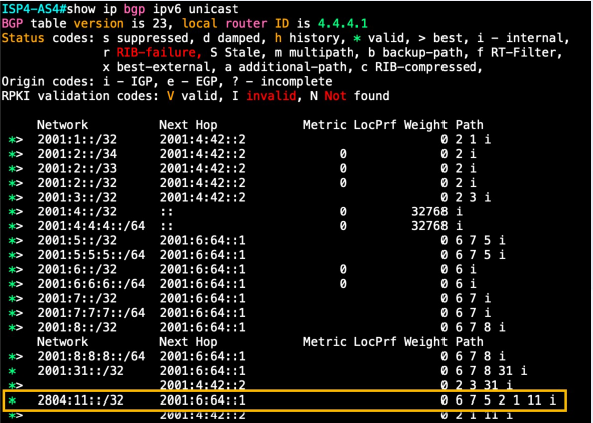 ISP4-AS4#show ip bgp ipv6 unicast
BGP table version is 23, local router ID is 4.4.4.1
Status codes: s suppressed, d damped, h history, * valid, > best, i - internal,
r RIB-failure, S Stale, m multipath, b backup-path, f RT-Filter,
x best-external, a additional-path, c RIB-compressed,
Origin codes: i - IGP, e - EGP, ? - incomplete
RPKI validation codes: V valid, I invalid, N Not found
Network Next Hop Metric LocPrf Weight Path
*> 2001:1::/32 2001:4:42::2 0 2 1 i
*> 2001:2::/34 2001:4:42::2 0 0 2 i
*> 2001:2::/33 2001:4:42::2 0 0 2 i
*> 2001:2::/32 2001:4:42::2 0 0 2 i
*> 2001:3::/32 2001:4:42::2 0 2 3 i
*> 2001:4::/32 :: 0 32768 i
*> 2001:4:4:4::/64 :: 0 32768 i
*> 2001:5::/32 2001:6:64::1 0 6 7 5 i
*> 2001:5:5:5::/64 2001:6:64::1 0 6 7 5 i
*> 2001:6::/32 2001:6:64::1 0 0 6 i
*> 2001:6:6:6::/64 2001:6:64::1 0 0 6 i
*> 2001:7::/32 2001:6:64::1 0 6 7 i
*> 2001:7:7:7::/64 2001:6:64::1 0 6 7 i
*> 2001:8::/32 2001:6:64::1 0 6 7 8 i
Network Next Hop Metric LocPrf Weight Path
*> 2001:8:8:8::/64 2001:6:64::1 0 6 7 8 i
* 2001:31::/32 2001:6:64::1 0 6 7 8 31 i
*> 2001:4:42::2 0 2 3 31 i
* 2804:11::/32 2001:6:64::1 0 6 7 5 2 1 11 i
*> 2001:4:42::2 0 2 1 11 i